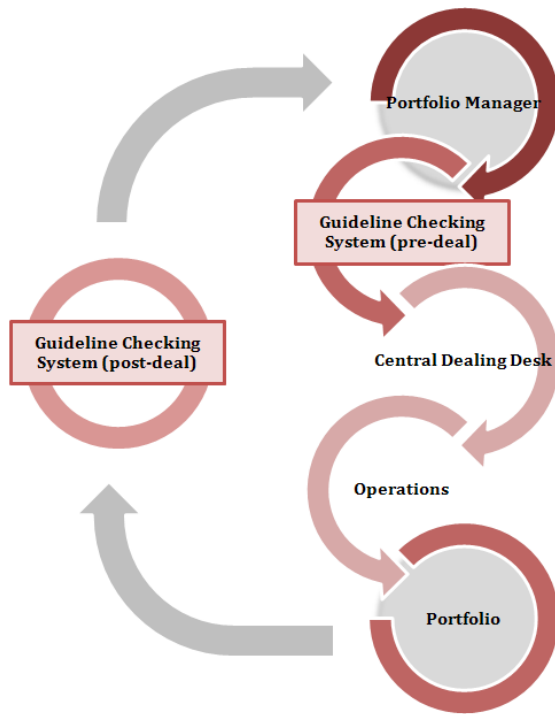 Portfolio Manager
Guideline Checking
System (pre-deal)
Guideline Checking
System (post-deal)
Central Dealing Desk
Operations
Portfolio